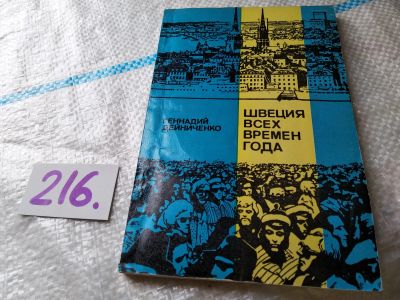 ГЕННАДИЙ
ДЕЙНИЧЕНКО
ШВЕЦИЯ
ВСЕХ
ВРЕМЕН
ГОДА
216.